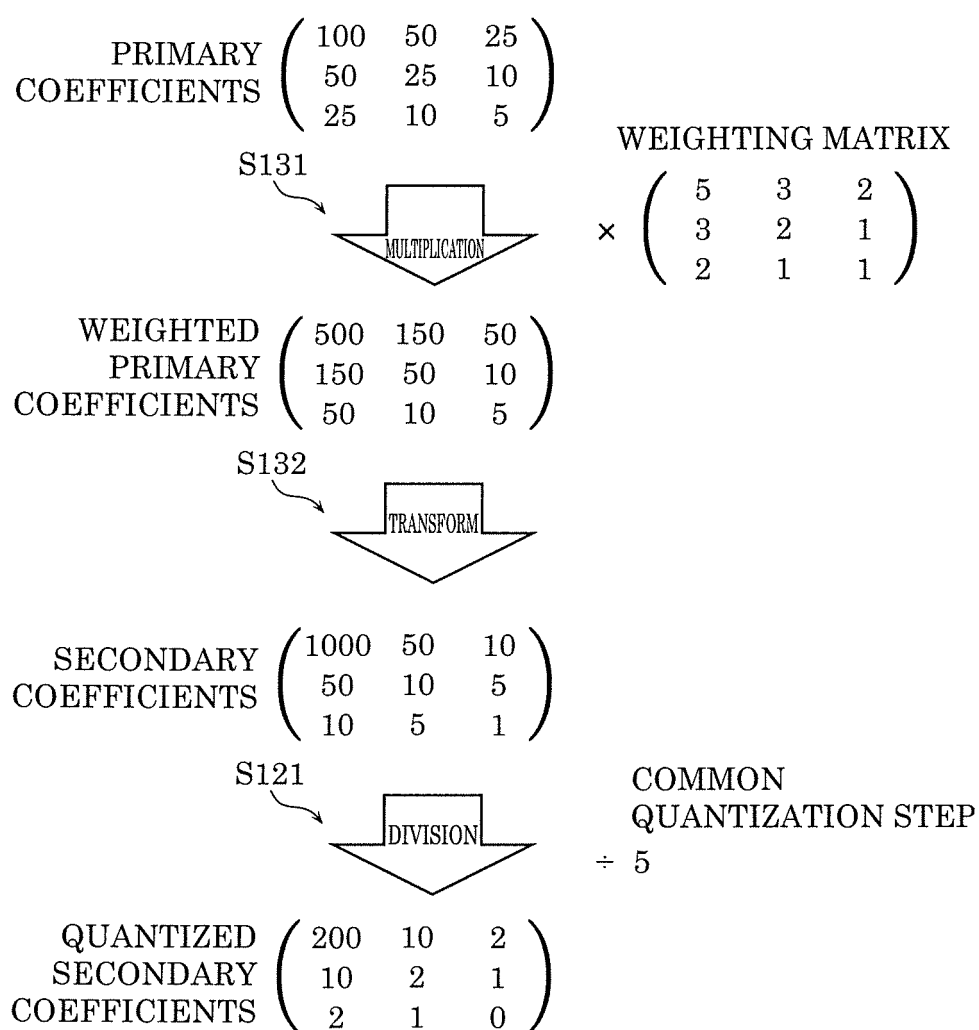 PRIMARY
COEFFICIENTS
100 50 25
50 25 10
25 10 5
S131
MULTIPLICATION
WEIGHTING MATRIX
×
5 3 2
3 2 1
2 1 1
WEIGHTED
PRIMARY
COEFFICIENTS
500 150 50
150 50 10
50 10 5
S132
TRANSFORM
SECONDARY
COEFFICIENTS
1000 50 10
50 10 5
10 5 1
S121
DIVISION
COMMON
QUANTIZATION STEP
÷ 5
QUANTIZED
SECONDARY
COEFFICIENTS
200 10 2
10 2 1
2 1 0